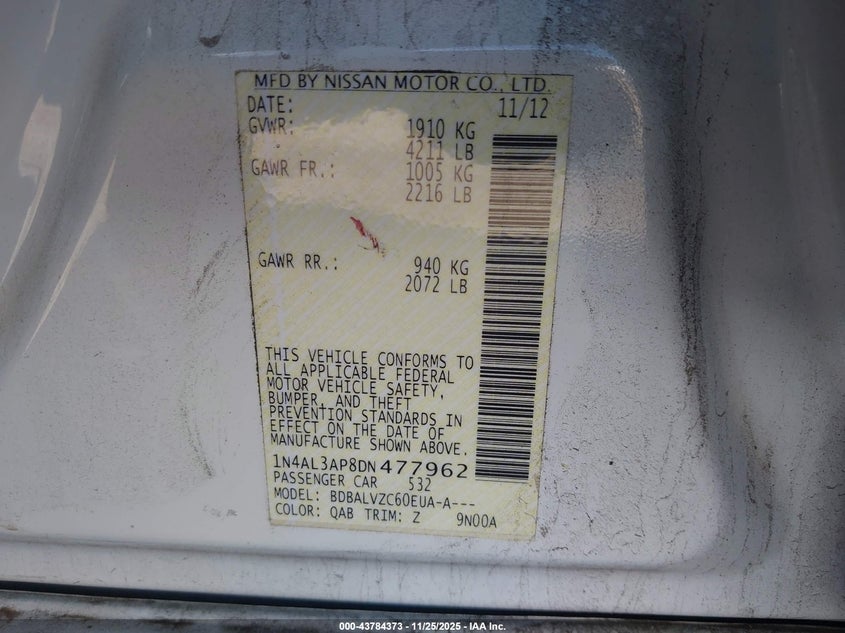 MFD BY NISSAN MOTOR CO., LTD.
DATE: 11/12
GVWR: 1910 KG
4211 LB
GAWR FR.: 1005 KG
2216 LB
GAWR RR.: 940 KG
2072 LB
THIS VEHICLE CONFORMS TO
ALL APPLICABLE FEDERAL
MOTOR VEHICLE SAFETY,
BUMPER, AND THEFT
PREVENTION STANDARDS IN
EFFECT ON THE DATE OF
MANUFACTURE SHOWN ABOVE.
1N4AL3AP8DN477962
PASSENGER CAR 532
MODEL: BDBALVZC60EUA-A---
COLOR: QAB TRIM: Z 9N00A
000-43784373 - 11/25/2025 - IAA Inc.